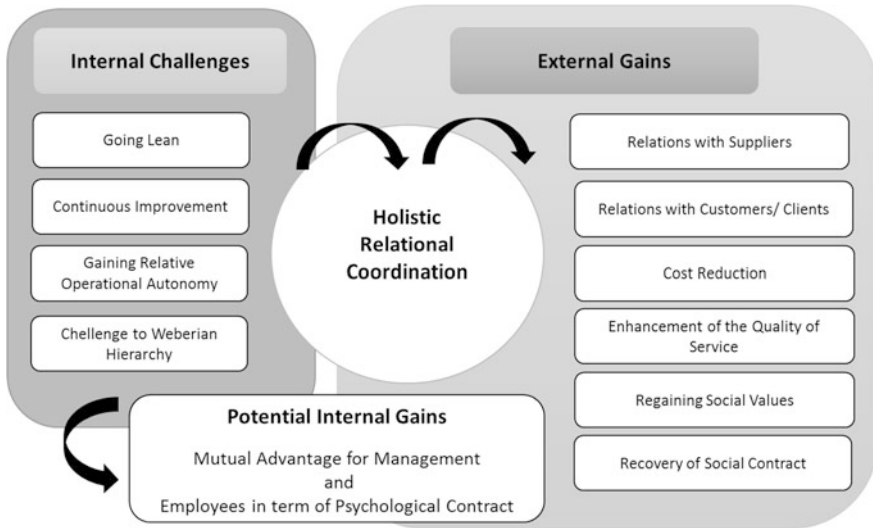 Internal Challenges
Going Lean
Continuous Improvement
Gaining Relative
Operational Autonomy
Chellenge to Weberian
Hierarchy
Holistic
Relational
Coordination
External Gains
Relations with Suppliers
Relations with Customers/ Clients
Cost Reduction
Enhancement of the Quality of
Service
Regaining Social Values
Recovery of Social Contract
Potential Internal Gains
Mutual Advantage for Management
and
Employees in term of Psychological Contract